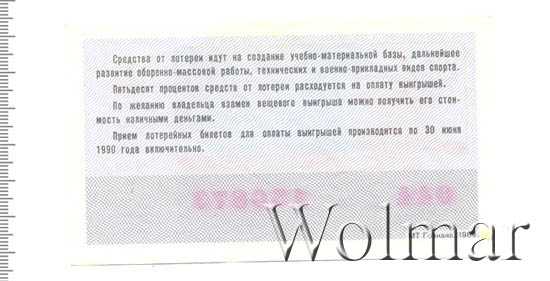 Средства от лотереи идут на создание учебно-материальной базы, дальнейшее
развитие оборонно-массовой работы, технических и военно-прикладных видов спорта.
Пятьдесят процентов средств от лотереи расходуется на оплату выигрышей.
По желанию владельца взамен вещевого выигрыша можно получить его стои-
мость наличными деньгами.
Прием лотерейных билетов для оплаты выигрышей производится по 30 июня
1990 года включительно.
Wolmar